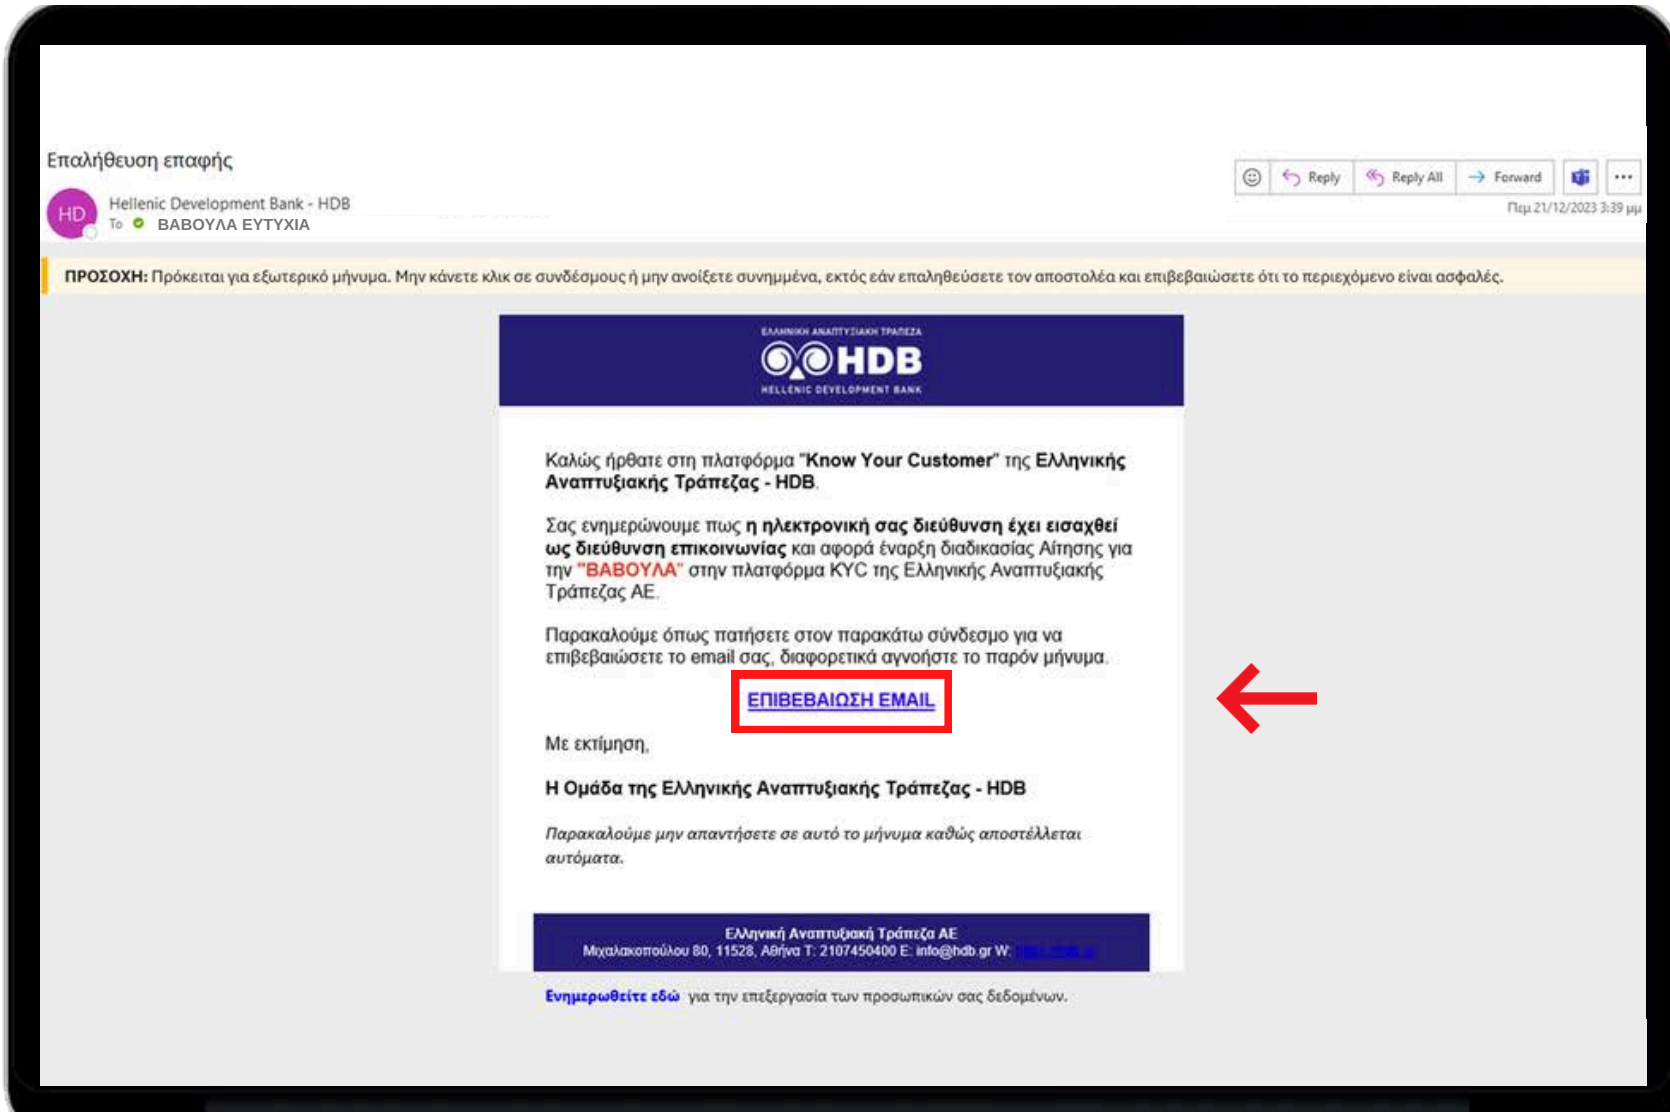 Επαλήθευση επαφής
Reply
Reply All
Forward
HD
Hellenic Development Bank - HDB
To ΒΑΒΟΥΛΑ ΕΥΤΥΧΙΑ
Πεμ 21/12/2023 3:39 μμ
ΠΡΟΣΟΧΗ: Πρόκειται για εξωτερικό μήνυμα. Μην κάνετε κλικ σε συνδέσμους ή μην ανοίξετε συνημμένα, εκτός εάν επαληθεύσετε τον αποστολέα και επιβεβαιώσετε ότι το περιεχόμενο είναι ασφαλές.
ΕΛΛΗΝΙΚΗ ΑΝΑΠΤΥΞΙΑΚΗ ΤΡΑΠΕΖΑ
HDB
HELLENIC DEVELOPMENT BANK
Καλώς ήρθατε στη πλατφόρμα "Know Your Customer" της Ελληνικής
Αναπτυξιακής Τράπεζας - HDB.
Σας ενημερώνουμε πως η ηλεκτρονική σας διεύθυνση έχει εισαχθεί
ως διεύθυνση επικοινωνίας και αφορά έναρξη διαδικασίας Αίτησης για
την "ΒΑΒΟΥΛΑ" στην πλατφόρμα KYC της Ελληνικής Αναπτυξιακής
Τράπεζας ΑΕ.
Παρακαλούμε όπως πατήσετε στον παρακάτω σύνδεσμο για να
επιβεβαιώσετε το email σας, διαφορετικά αγνοήστε το παρόν μήνυμα.
ΕΠΙΒΕΒΑΙΩΣΗ EMAIL
Με εκτίμηση,
Η Ομάδα της Ελληνικής Αναπτυξιακής Τράπεζας - HDB
Παρακαλούμε μην απαντήσετε σε αυτό το μήνυμα καθώς αποστέλλεται
αυτόματα.
Ελληνική Αναπτυξιακή Τράπεζα ΑΕ
Μιχαλακοπούλου 80, 11528, Αθήνα Τ: 2107450400 E: info@hdb.gr W:
Ενημερωθείτε εδώ για την επεξεργασία των προσωπικών σας δεδομένων.